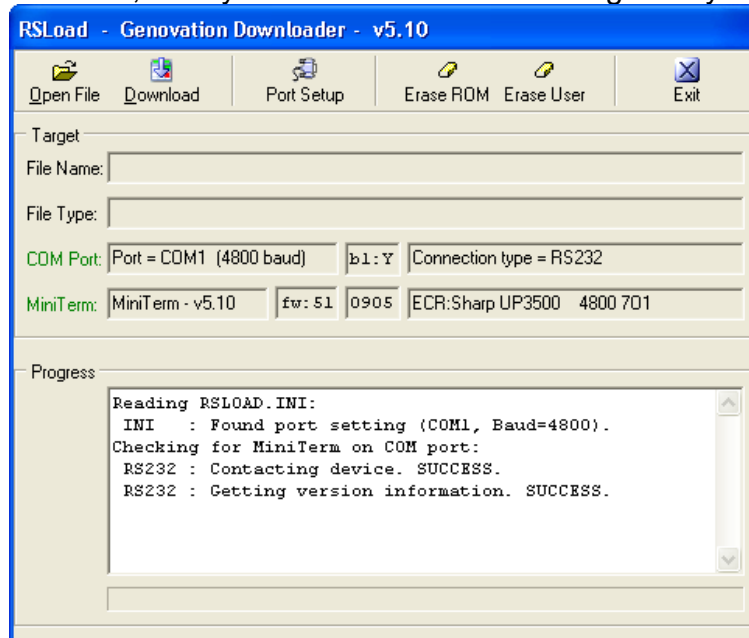 RSLoad - Genovation Downloader - v5.10
Open File Download Port Setup Erase ROM Erase User Exit
Target
File Name:
File Type:
COM Port: Port = COM1 (4800 baud) bl:Y Connection type = RS232
MiniTerm: MiniTerm - v5.10 fw:51 0905 ECR:Sharp UP3500 4800 7O1
Progress
Reading RSLOAD.INI:
INI : Found port setting (COM1, Baud=4800).
Checking for MiniTerm on COM port:
RS232 : Contacting device. SUCCESS.
RS232 : Getting version information. SUCCESS.